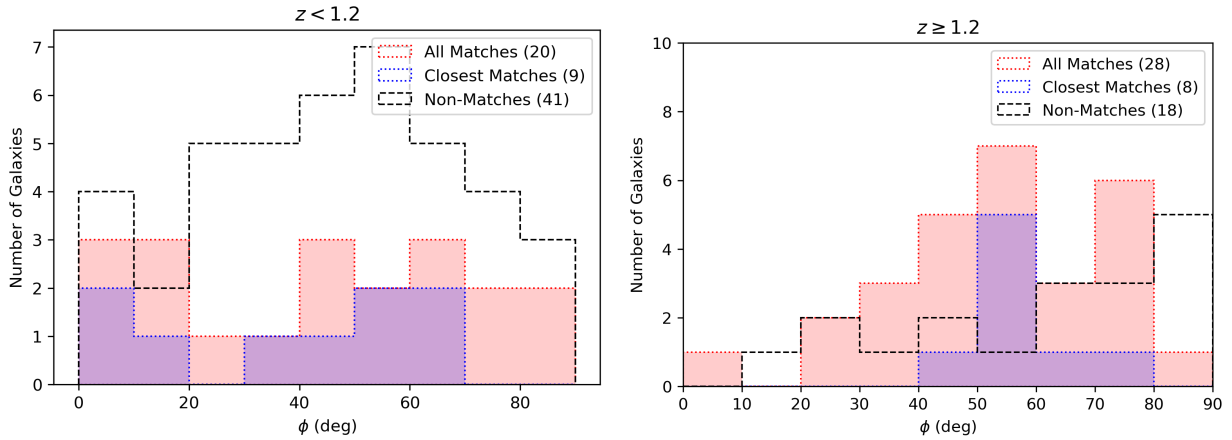 z < 1.2
Number of Galaxies
7
6
5
4
3
2
1
0
All Matches (20)
Closest Matches (9)
Non-Matches (41)
0 20 40 60 80
ϕ (deg)
z ≥ 1.2
Number of Galaxies
10
8
6
4
2
0
All Matches (28)
Closest Matches (8)
Non-Matches (18)
0 10 20 30 40 50 60 70 80 90
ϕ (deg)